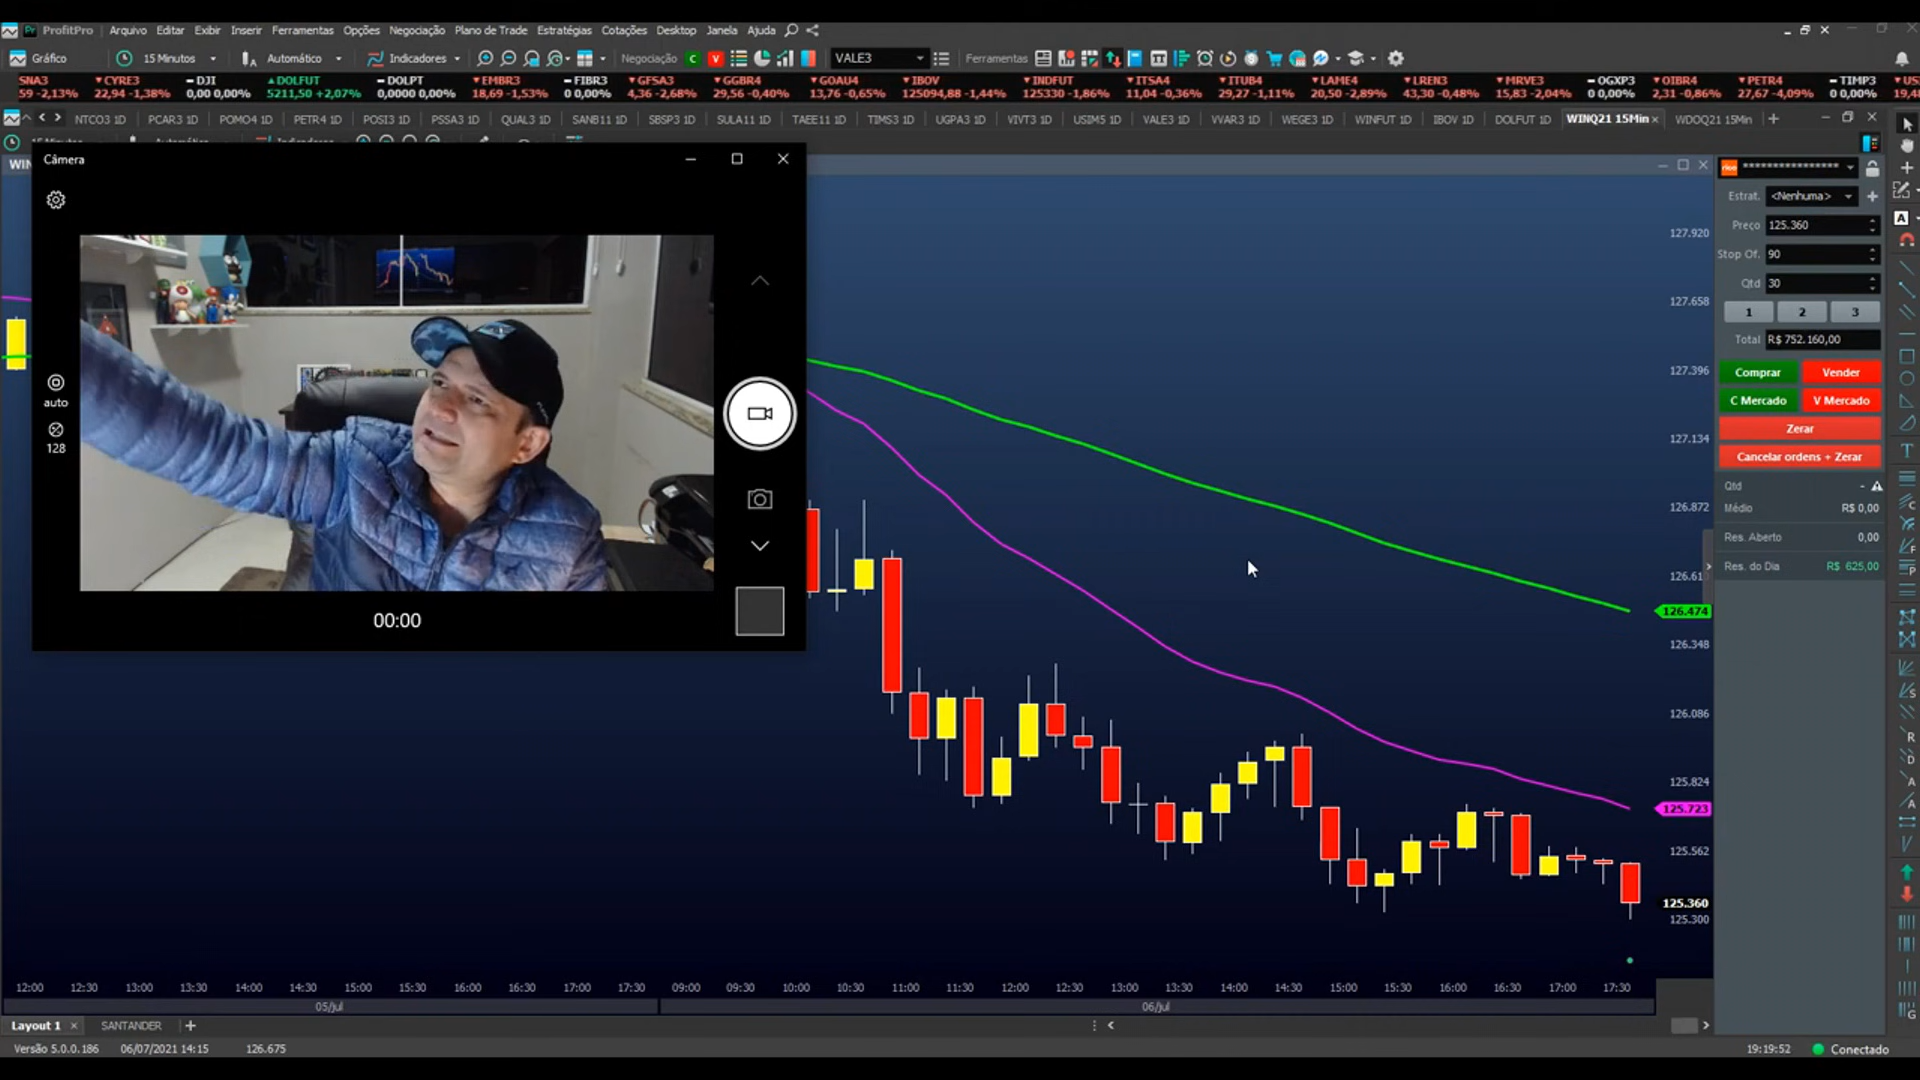 Pr ProfitPro Arquivo Editar Exibir Inserir Ferramentas Opções Negociação Plano de Trade Estratégias Cotações Desktop Janela Ajuda
Gráfico 15 Minutos Automático Indicadores Negociação C V VALE3 Ferramentas
SNA3 CYRE3 DJI DOLFUT DOLPT EMBR3 FIBR3 GFSA3 GGBR4 GOAU4 IBOV INDFUT ITSA4 ITUB4 LAME4 LREN3 MRVE3 OGXP3 OIBR4 PETR4 TIMP3 US
59 -2,13% 22,94 -1,38% 0,00 0,00% 5211,50 +2,07% 0,0000 0,00% 18,69 -1,53% 0 0,00% 4,36 -2,68% 29,56 -0,40% 13,76 -0,65% 125094,88 -1,44% 125330 -1,86% 11,04 -0,36% 29,27 -1,11% 20,50 -2,89% 43,30 -0,48% 15,83 -2,04% 0 0,00% 2,31 -0,86% 27,67 -4,09% 0 0,00% 19,4
NTCO3 1D PCAR3 1D POMO4 1D PETR4 1D POSI3 1D PSSA3 1D QUAL3 1D SANB11 1D SBSP3 1D SULA11 1D TAEE11 1D TIMS3 1D UGPA3 1D VIVT3 1D USIM5 1D VALE3 1D VVAR3 1D WEGE3 1D WINFUT 1D IBOV 1D DOLFUT 1D WINQ21 15Min WDOQ21 15Min
WIN
Câmera
auto
128
00:00
127.920
127.658
127.396
127.134
126.872
126.61
126.474
126.348
126.086
125.824
125.723
125.562
125.360
125.300
rico ****************
Estrat. <Nenhuma>
Preço 125.360
Stop Of. 90
Qtd 30
1 2 3
Total R$ 752.160,00
Comprar Vender
C Mercado V Mercado
Zerar
Cancelar ordens + Zerar
Qtd -
Médio R$ 0,00
Res. Aberto 0,00
Res. do Dia R$ 625,00
12:00 12:30 13:00 13:30 14:00 14:30 15:00 15:30 16:00 16:30 17:00 17:30 09:00 09:30 10:00 10:30 11:00 11:30 12:00 12:30 13:00 13:30 14:00 14:30 15:00 15:30 16:00 16:30 17:00 17:30
05/jul 06/jul
Layout 1 SANTANDER
Versão 5.0.0.186 06/07/2021 14:15 126.675 19:19:52 Conectado